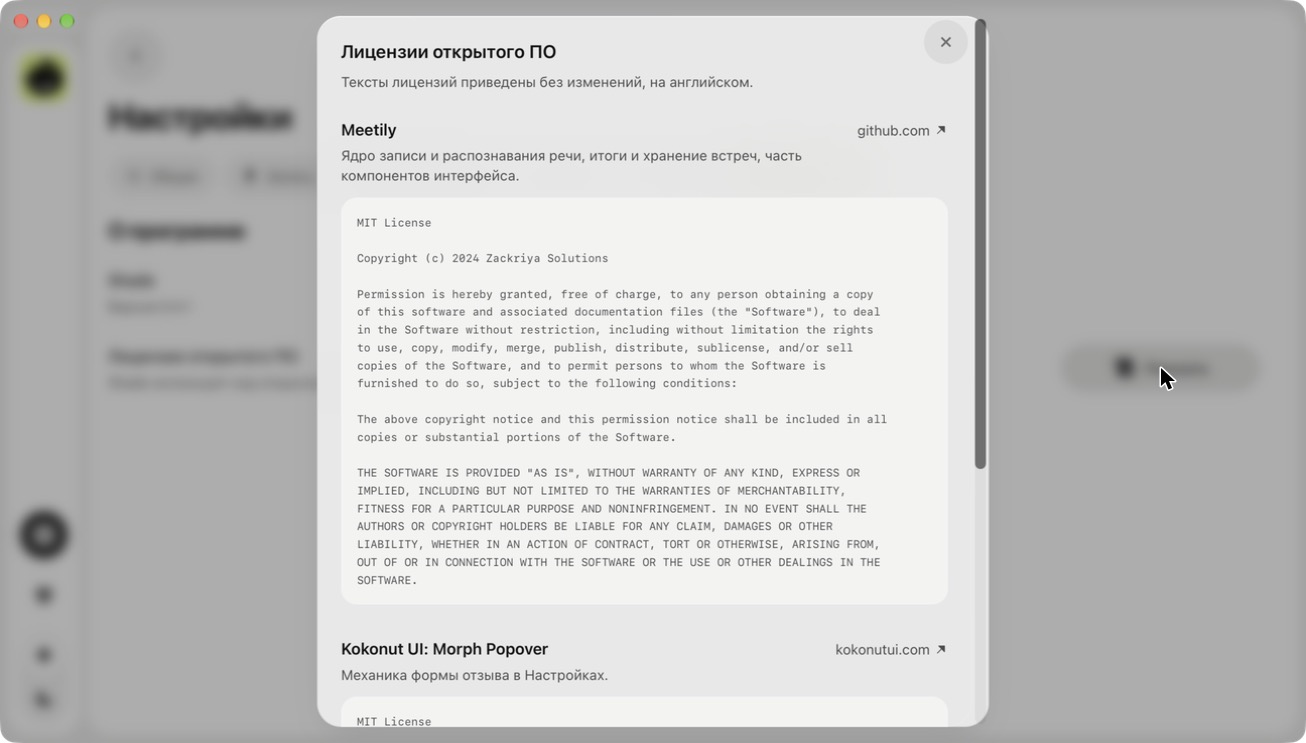 Лицензии открытого ПО
Тексты лицензий приведены без изменений, на английском.
Meetily
github.com
Ядро записи и распознавания речи, итоги и хранение встреч, часть
компонентов интерфейса.
MIT License
Copyright (c) 2024 Zackriya Solutions
Permission is hereby granted, free of charge, to any person obtaining a copy
of this software and associated documentation files (the "Software"), to deal
in the Software without restriction, including without limitation the rights
to use, copy, modify, merge, publish, distribute, sublicense, and/or sell
copies of the Software, and to permit persons to whom the Software is
furnished to do so, subject to the following conditions:
The above copyright notice and this permission notice shall be included in all
copies or substantial portions of the Software.
THE SOFTWARE IS PROVIDED "AS IS", WITHOUT WARRANTY OF ANY KIND, EXPRESS OR
IMPLIED, INCLUDING BUT NOT LIMITED TO THE WARRANTIES OF MERCHANTABILITY,
FITNESS FOR A PARTICULAR PURPOSE AND NONINFRINGEMENT. IN NO EVENT SHALL THE
AUTHORS OR COPYRIGHT HOLDERS BE LIABLE FOR ANY CLAIM, DAMAGES OR OTHER
LIABILITY, WHETHER IN AN ACTION OF CONTRACT, TORT OR OTHERWISE, ARISING FROM,
OUT OF OR IN CONNECTION WITH THE SOFTWARE OR THE USE OR OTHER DEALINGS IN THE
SOFTWARE.
Kokonut UI: Morph Popover
kokonutui.com
Механика формы отзыва в Настройках.
MIT License
Настройки
О программе
Лицензии открытого ПО